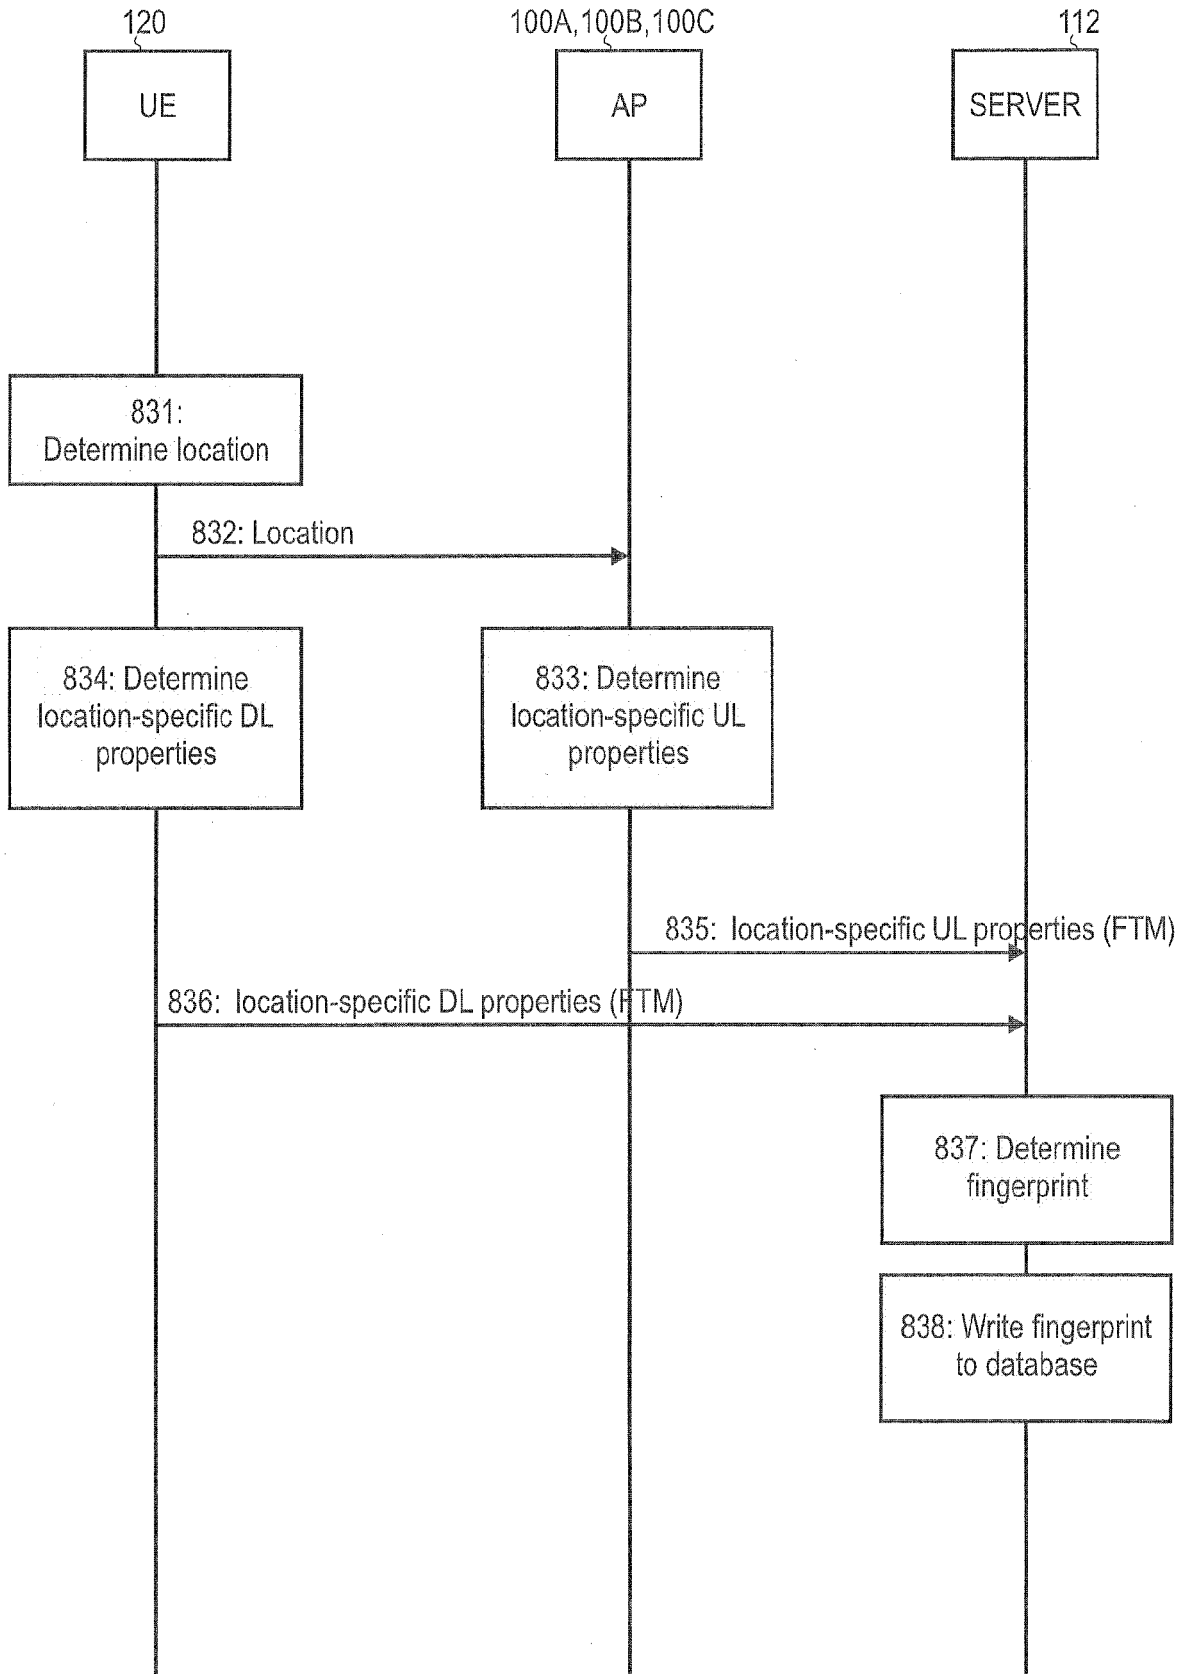 120
100A,100B,100C
112
UE
AP
SERVER
831:
Determine location
832: Location
834: Determine
location-specific DL
properties
833: Determine
location-specific UL
properties
835: location-specific UL properties (FTM)
836: location-specific DL properties (FTM)
837: Determine
fingerprint
838: Write fingerprint
to database